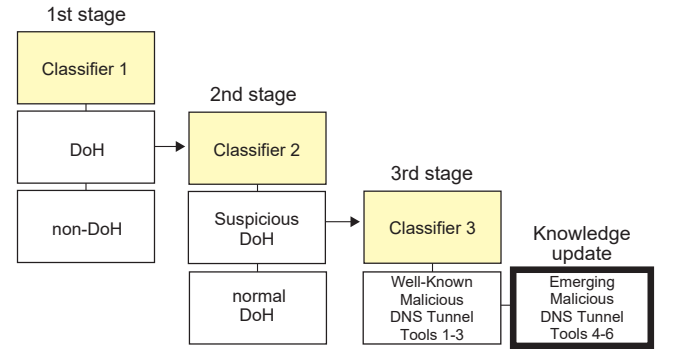 1st stage
Classifier 1
DoH
non-DoH
2nd stage
Classifier 2
Suspicious
DoH
normal
DoH
3rd stage
Classifier 3
Well-Known
Malicious
DNS Tunnel
Tools 1-3
Knowledge
update
Emerging
Malicious
DNS Tunnel
Tools 4-6